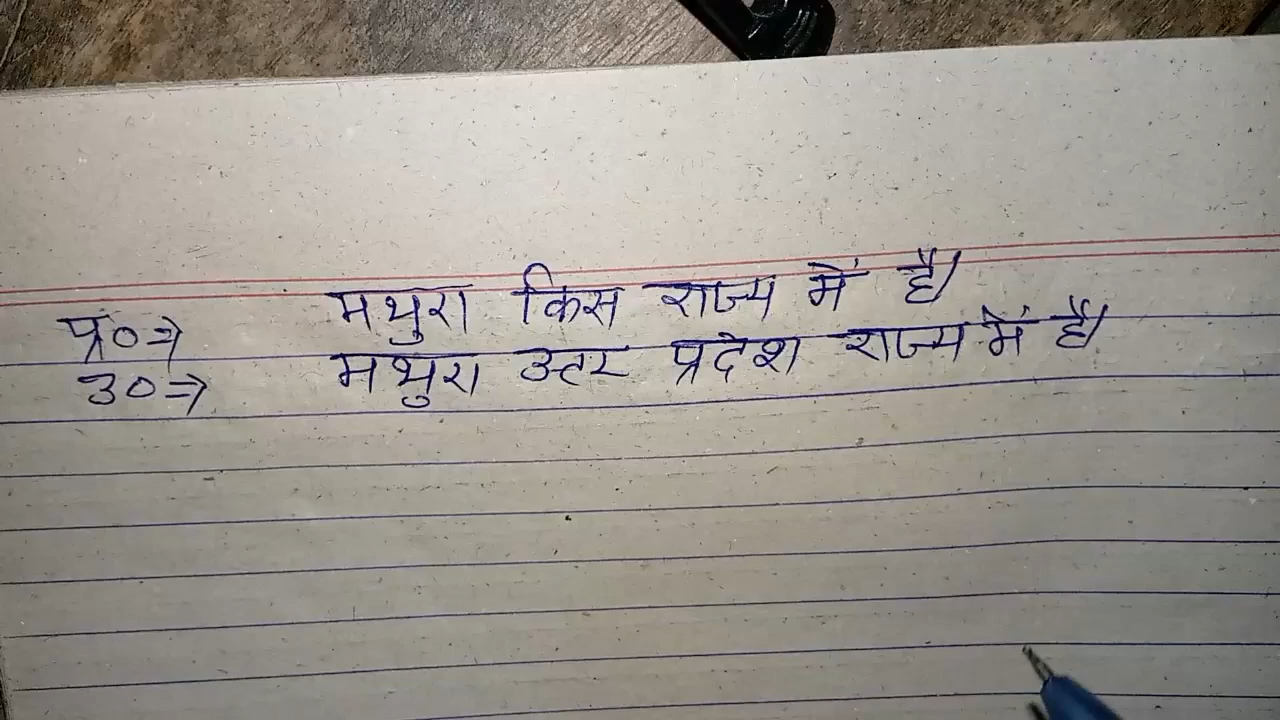 प्र०⇒ मथुरा किस राज्य में है।
उ०⇒ मथुरा उत्तर प्रदेश राज्य में है।